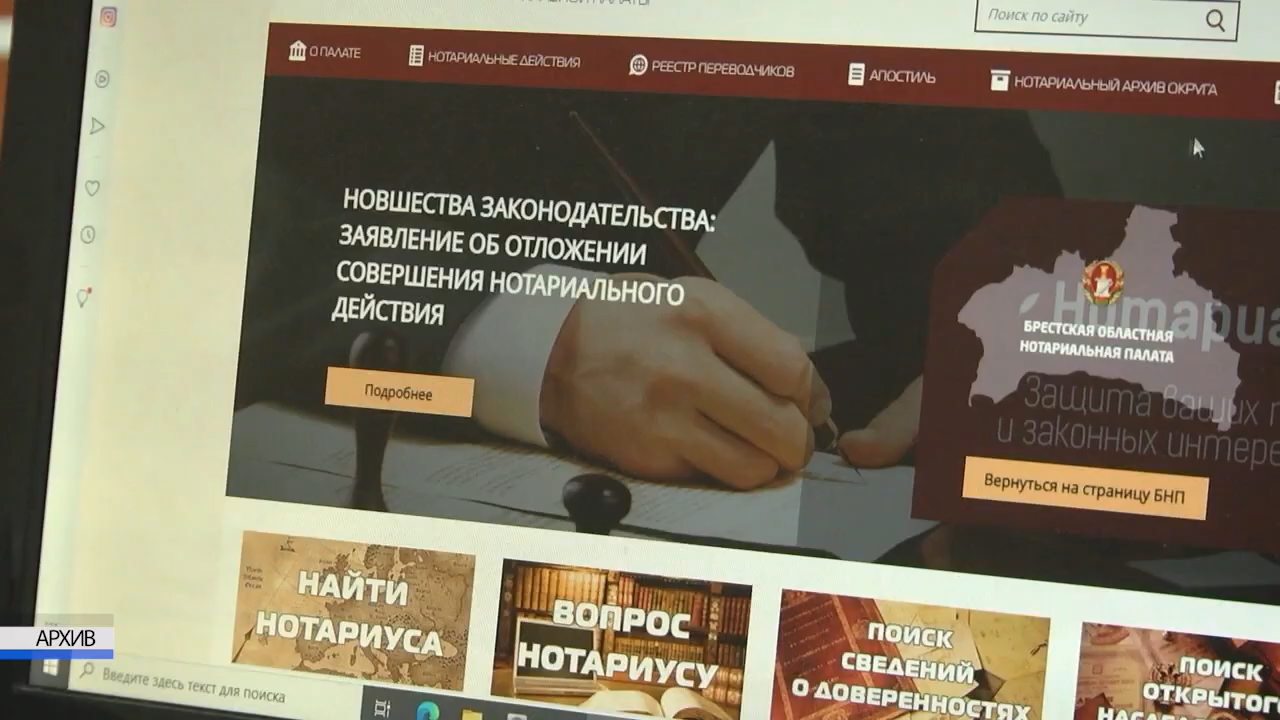 Поиск по сайту
О ПАЛАТЕ
НОТАРИАЛЬНЫЕ ДЕЙСТВИЯ
РЕЕСТР ПЕРЕВОДЧИКОВ
АПОСТИЛЬ
НОТАРИАЛЬНЫЙ АРХИВ ОКРУГА
НОВШЕСТВА ЗАКОНОДАТЕЛЬСТВА:
ЗАЯВЛЕНИЕ ОБ ОТЛОЖЕНИИ
СОВЕРШЕНИЯ НОТАРИАЛЬНОГО
ДЕЙСТВИЯ
Подробнее
Нотариа
БРЕСТСКАЯ ОБЛАСТНАЯ
НОТАРИАЛЬНАЯ ПАЛАТА
Защита ваших п
и законных интере
Вернуться на страницу БНП
НАЙТИ
НОТАРИУСА
ВОПРОС
НОТАРИУСУ
ПОИСК
СВЕДЕНИЙ
О ДОВЕРЕННОСТЯХ
ПОИСК
ОТКРЫТОГ
АРХИВ
Введите здесь текст для поиска